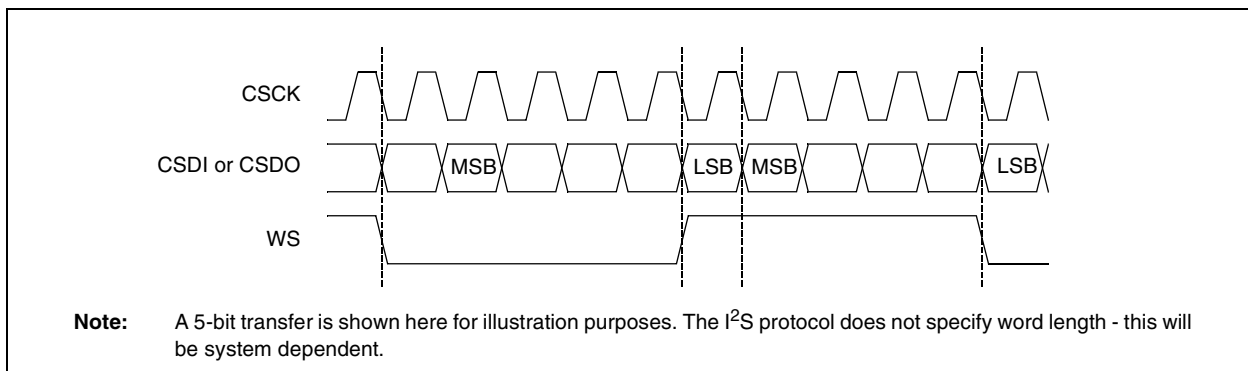 CSCK
CSDI or CSDO
MSB
LSB
MSB
LSB
WS
Note: A 5-bit transfer is shown here for illustration purposes. The I²S protocol does not specify word length - this will
be system dependent.